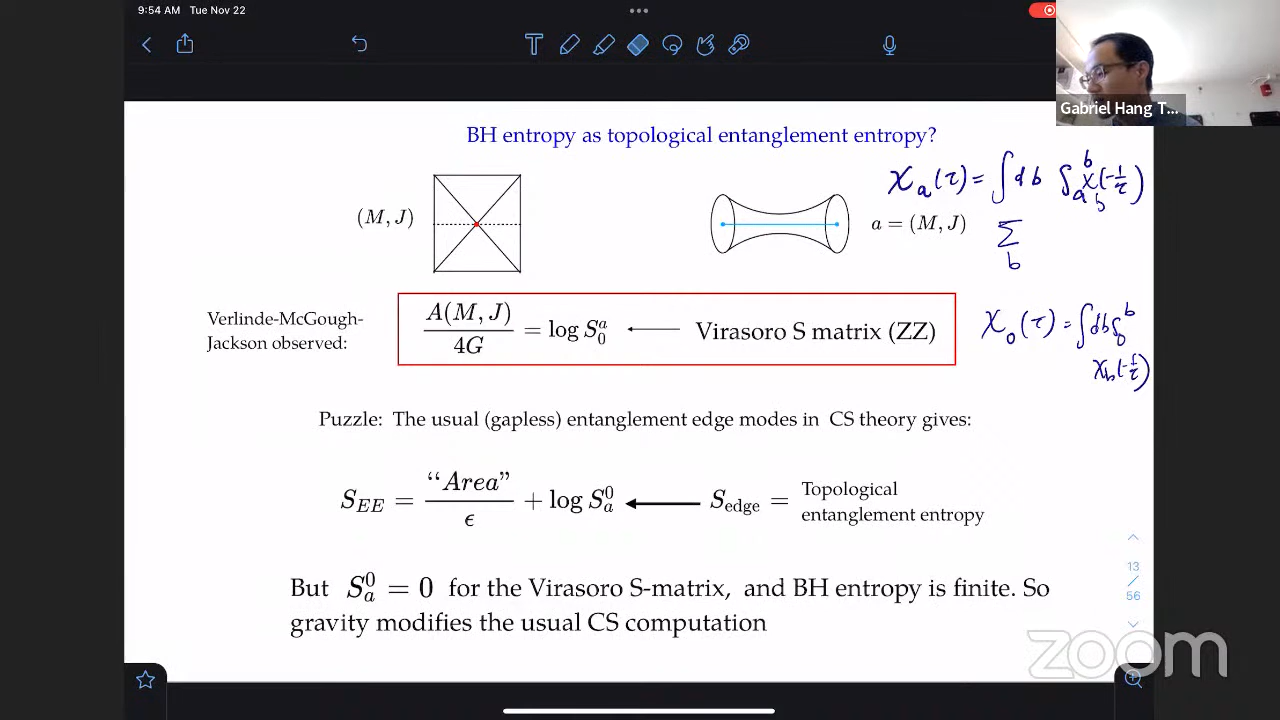 9:54 AM Tue Nov 22
Gabriel Hang T...
BH entropy as topological entanglement entropy?
(M, J)
a = (M, J)
χ_a(τ) = ∫ db S_a^b χ_b(-1/τ)
Σ_b
Verlinde-McGough-
Jackson observed:
A(M, J)/4G = log S_0^a ← Virasoro S matrix (ZZ)
χ_0(τ) = ∫ db S_0^b
χ_b(-1/τ)
Puzzle: The usual (gapless) entanglement edge modes in CS theory gives:
S_EE = “Area”/ϵ + log S_a^0 ← S_edge =
Topological
entanglement entropy
But S_a^0 = 0 for the Virasoro S-matrix, and BH entropy is finite. So
gravity modifies the usual CS computation
13
/
56
zoom